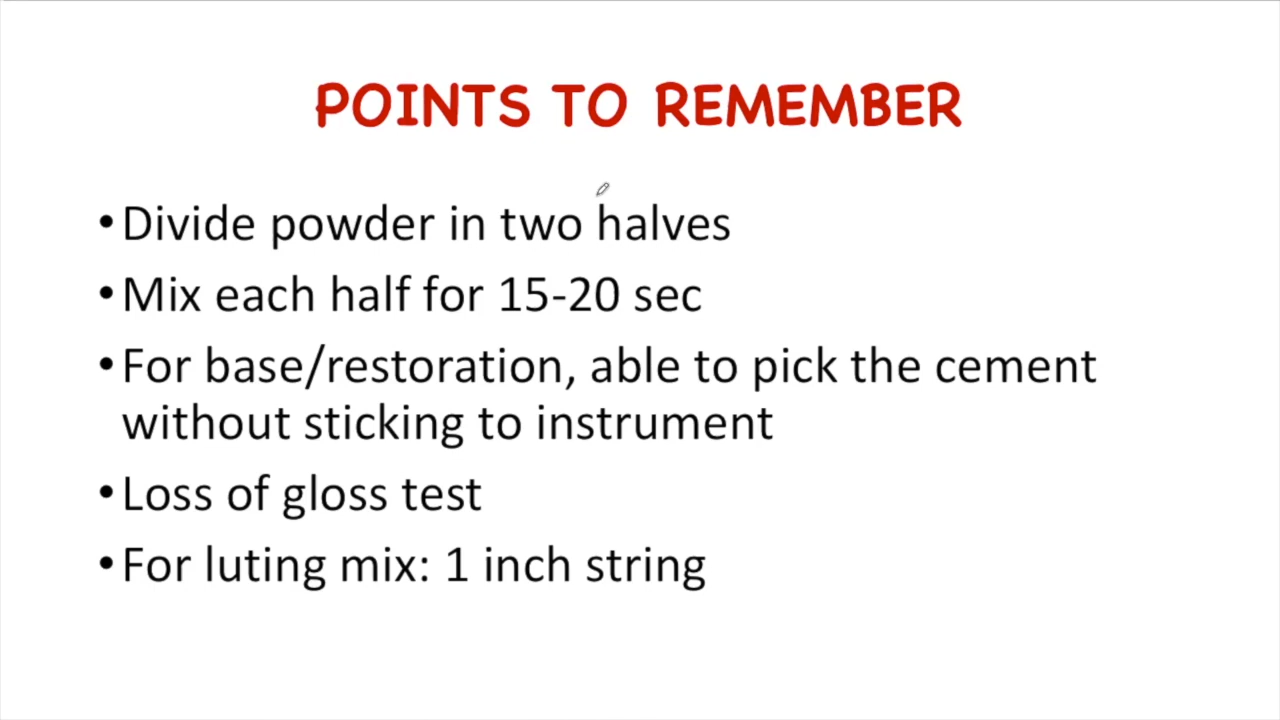 POINTS TO REMEMBER
•Divide powder in two halves
•Mix each half for 15-20 sec
•For base/restoration, able to pick the cement
without sticking to instrument
•Loss of gloss test
•For luting mix: 1 inch string